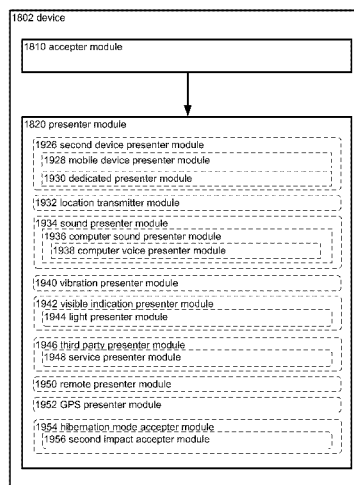 1802 device
1810 accepter module
1820 presenter module
1926 second device presenter module
1928 mobile device presenter module
1930 dedicated presenter module
1932 location transmitter module
1934 sound presenter module
1936 computer sound presenter module
1938 computer voice presenter module
1940 vibration presenter module
1942 visible indication presenter module
1944 light presenter module
1946 third party presenter module
1948 service presenter module
1950 remote presenter module
1952 GPS presenter module
1954 hibernation mode accepter module
1956 second impact accepter module